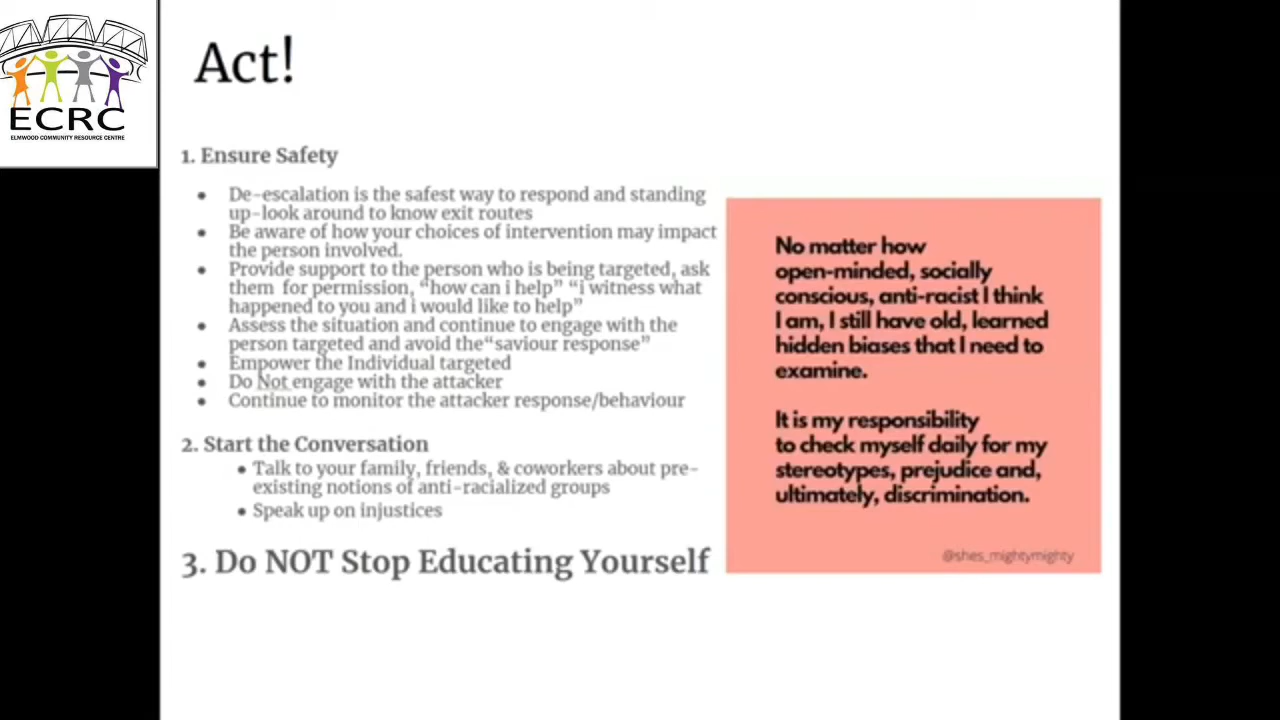 ECRC
ELMWOOD COMMUNITY RESOURCE CENTRE
Act!
1. Ensure Safety
De-escalation is the safest way to respond and standing
up-look around to know exit routes
Be aware of how your choices of intervention may impact
the person involved.
Provide support to the person who is being targeted, ask
them for permission, “how can i help” “i witness what
happened to you and i would like to help”
Assess the situation and continue to engage with the
person targeted and avoid the“saviour response”
Empower the Individual targeted
Do Not engage with the attacker
Continue to monitor the attacker response/behaviour
2. Start the Conversation
Talk to your family, friends, & coworkers about pre-
existing notions of anti-racialized groups
Speak up on injustices
3. Do NOT Stop Educating Yourself
No matter how
open-minded, socially
conscious, anti-racist I think
I am, I still have old, learned
hidden biases that I need to
examine.
It is my responsibility
to check myself daily for my
stereotypes, prejudice and,
ultimately, discrimination.
@shes_mightymighty